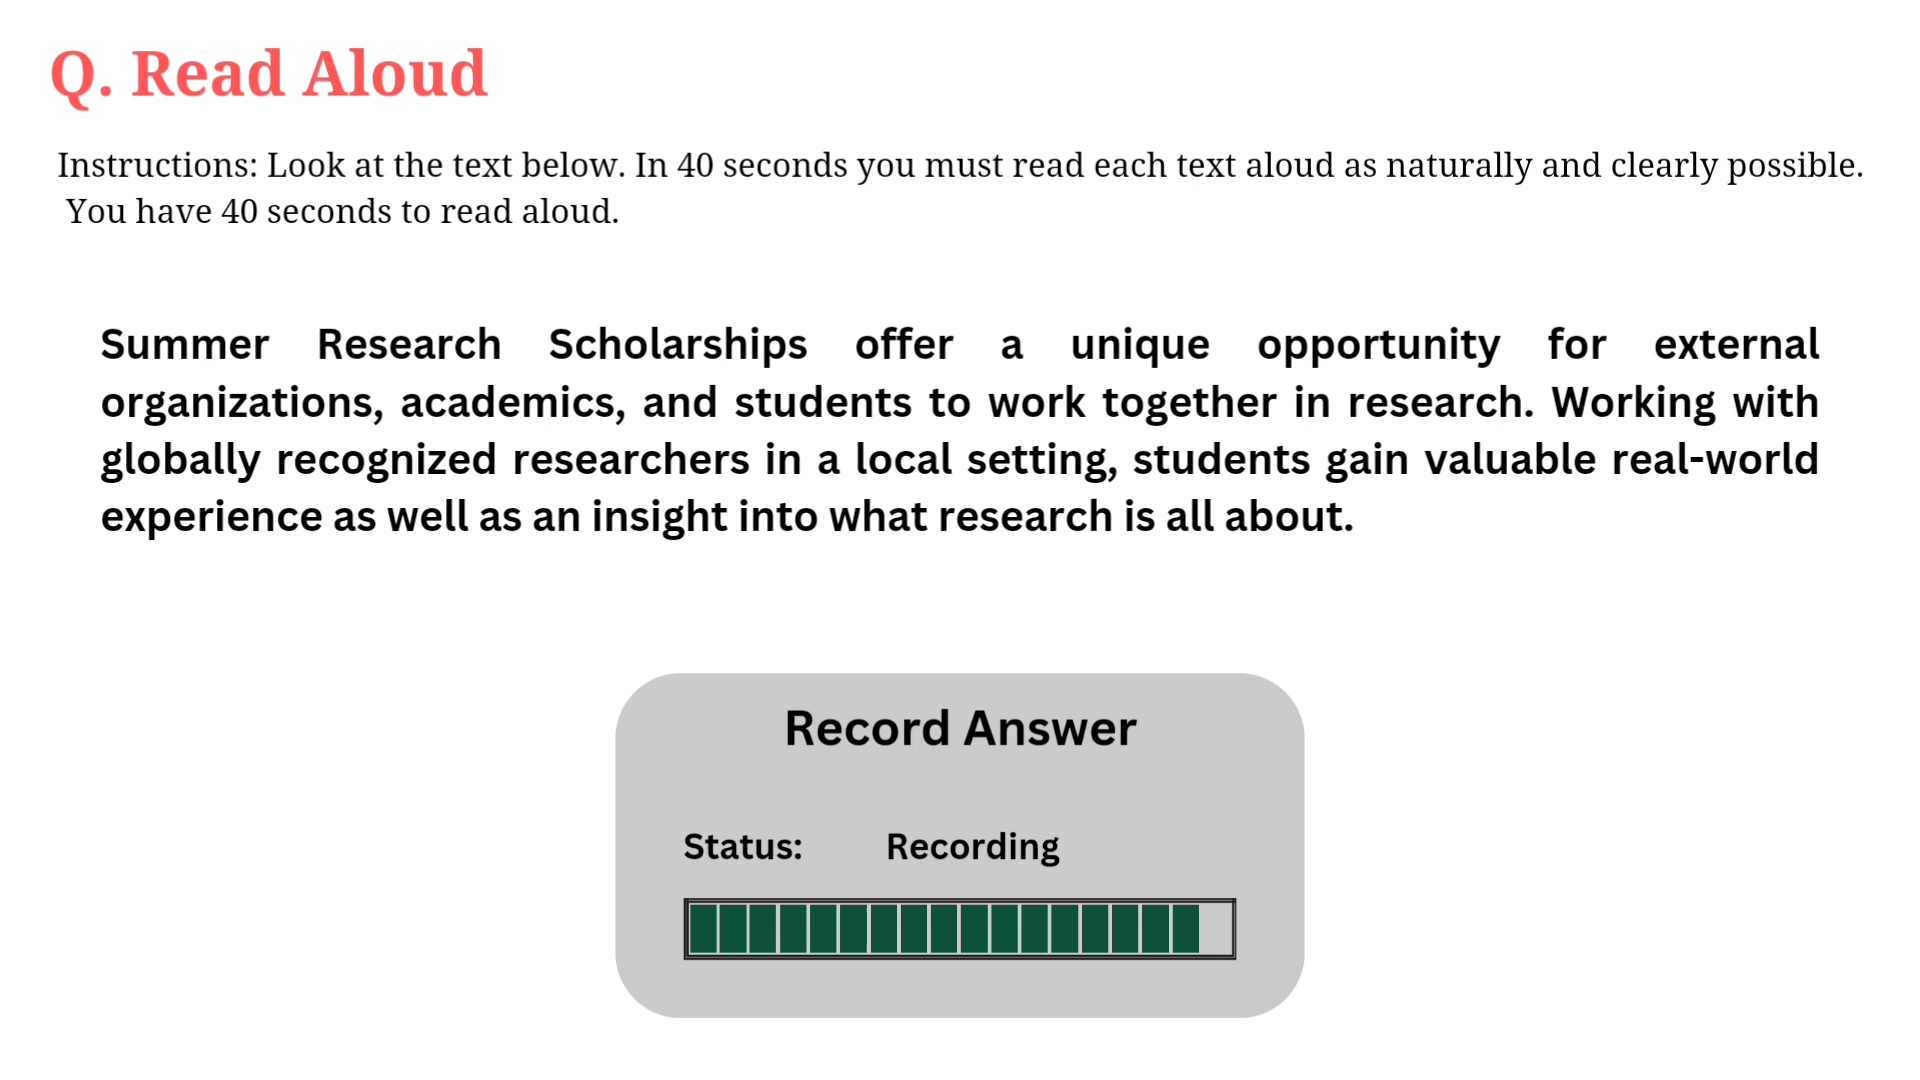 Q. Read Aloud
Instructions: Look at the text below. In 40 seconds you must read each text aloud as naturally and clearly possible.
You have 40 seconds to read aloud.
Summer Research Scholarships offer a unique opportunity for external
organizations, academics, and students to work together in research. Working with
globally recognized researchers in a local setting, students gain valuable real-world
experience as well as an insight into what research is all about.
Record Answer
Status: Recording